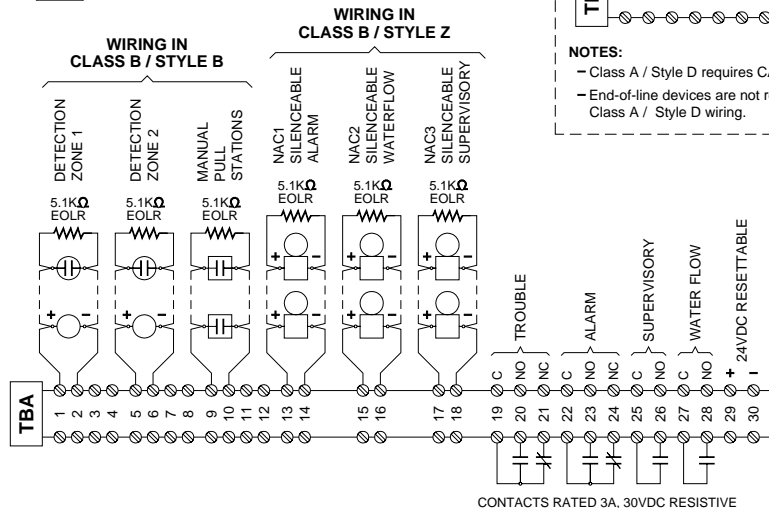 WIRING IN
CLASS B / STYLE Z
WIRING IN
CLASS B / STYLE B
NOTES:
– Class A / Style D requires
– End-of-line devices are not
Class A / Style D wiring.
DETECTION
ZONE 1
DETECTION
ZONE 2
MANUAL
PULL
STATIONS
NAC1
SILENCEABLE
ALARM
NAC2
SILENCEABLE
WATERFLOW
NAC3
SILENCEABLE
SUPERVISORY
5.1KΩ
EOLR
5.1KΩ
EOLR
5.1KΩ
EOLR
5.1KΩ
EOLR
5.1KΩ
EOLR
5.1KΩ
EOLR
+ –
+ –
+ –
+ –
+ –
+ –
+ –
+ –
TROUBLE
ALARM
SUPERVISORY
WATER FLOW
24VDC RESETTABLE
C NO NC C NO NC C NO C NO + –
TBA
1 2 3 4 5 6 7 8 9 10 11 12 13 14 15 16 17 18 19 20 21 22 23 24 25 26 27 28 29 30
CONTACTS RATED 3A, 30VDC RESISTIVE